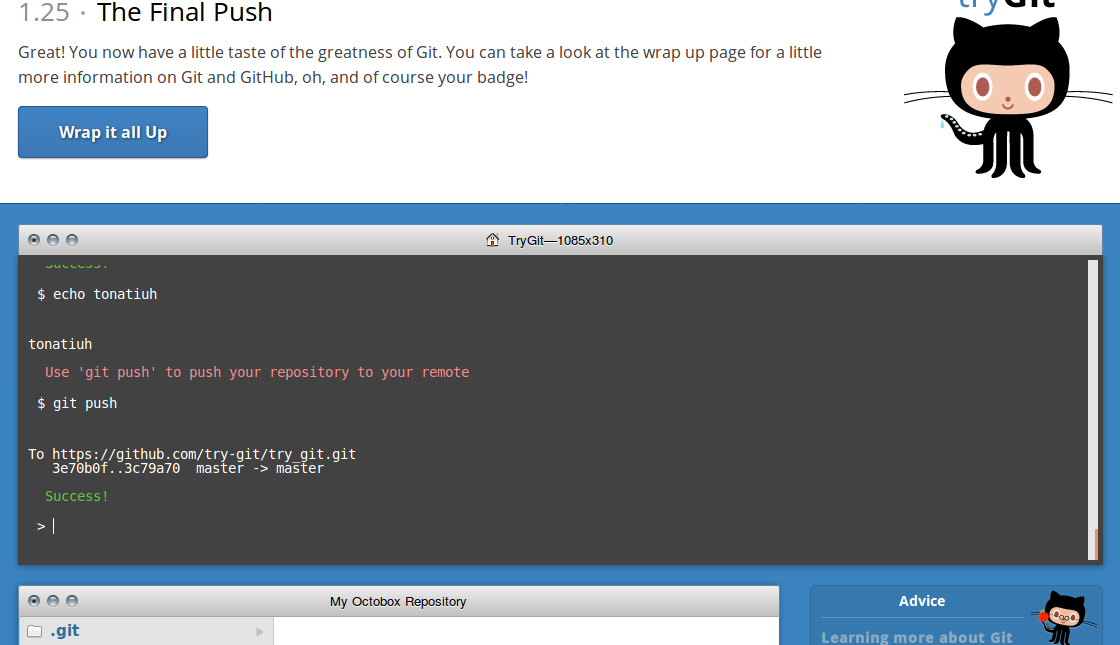 tryGit
1.25 · The Final Push
Great! You now have a little taste of the greatness of Git. You can take a look at the wrap up page for a little
more information on Git and GitHub, oh, and of course your badge!
Wrap it all Up
TryGit—1085x310
Success!
$ echo tonatiuh
tonatiuh
Use 'git push' to push your repository to your remote
$ git push
To https://github.com/try-git/try_git.git
3e70b0f..3c79a70 master -> master
Success!
>
My Octobox Repository
.git
Advice
Learning more about Git